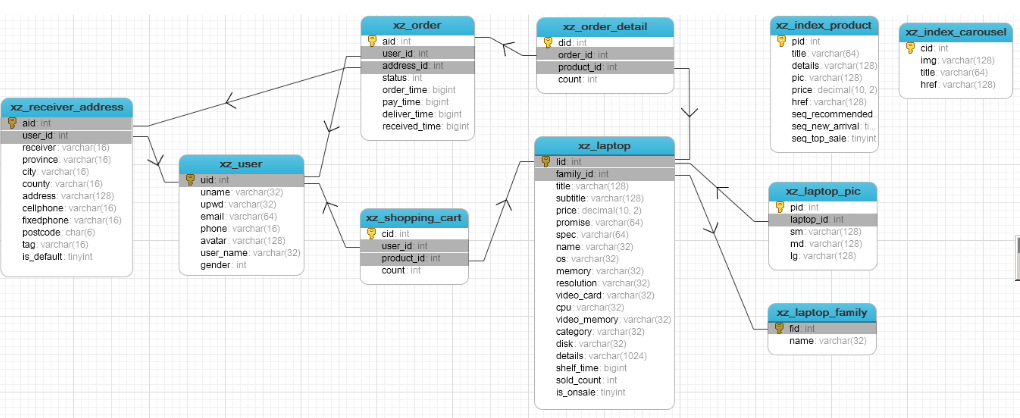 xz_order
aid: int
user_id: int
address_id: int
status: int
order_time: bigint
pay_time: bigint
deliver_time: bigint
received_time: bigint
xz_order_detail
did: int
order_id: int
product_id: int
count: int
xz_index_product
pid: int
title: varchar(64)
details: varchar(128)
pic: varchar(128)
price: decimal(10, 2)
href: varchar(128)
seq_recommended
seq_new_arrival: ti...
seq_top_sale: tinyint
xz_index_carousel
cid: int
img: varchar(128)
title: varchar(64)
href: varchar(128)
xz_receiver_address
aid: int
user_id: int
receiver: varchar(16)
province: varchar(16)
city: varchar(16)
county: varchar(16)
address: varchar(128)
cellphone: varchar(16)
fixedphone: varchar(16)
postcode: char(6)
tag: varchar(16)
is_default: tinyint
xz_user
uid: int
uname: varchar(32)
upwd: varchar(32)
email: varchar(64)
phone: varchar(16)
avatar: varchar(128)
user_name: varchar(32)
gender: int
xz_shopping_cart
cid: int
user_id: int
product_id: int
count: int
xz_laptop
lid: int
family_id: int
title: varchar(128)
subtitle: varchar(128)
price: decimal(10, 2)
promise: varchar(64)
spec: varchar(64)
name: varchar(32)
os: varchar(32)
memory: varchar(32)
resolution: varchar(32)
video_card: varchar(32)
cpu: varchar(32)
video_memory: varchar(32)
category: varchar(32)
disk: varchar(32)
details: varchar(1024)
shelf_time: bigint
sold_count: int
is_onsale: tinyint
xz_laptop_pic
pid: int
laptop_id: int
sm: varchar(128)
md: varchar(128)
lg: varchar(128)
xz_laptop_family
fid: int
name: varchar(32)